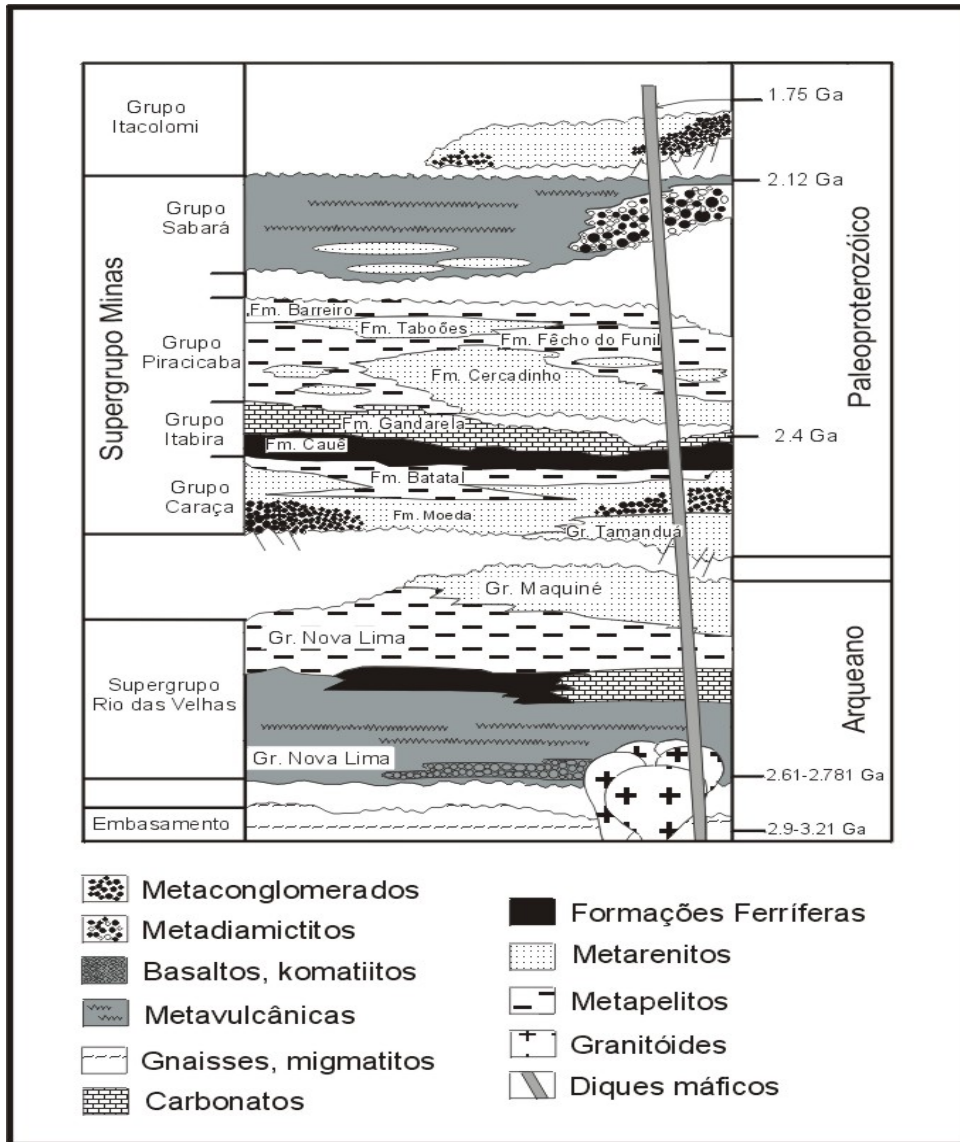 Grupo
Itacolomi
1.75 Ga
2.12 Ga
Supergrupo Minas
Grupo
Sabará
Paleoproterozóico
Fm. Barreiro
Fm. Taboões
Fm. Fêcho do Funil
Grupo
Piracicaba
Fm. Cercadinho
Fm. Gandarela
Grupo
Itabira
2.4 Ga
Fm. Cauê
Fm. Batatal
Grupo
Caraça
Fm. Moeda
Gr. Tamanduá
Gr. Maquiné
Gr. Nova Lima
Arqueano
Supergrupo
Rio das Velhas
Gr. Nova Lima
2.61-2.781 Ga
Embasamento
2.9-3.21 Ga
Metaconglomerados
Metadiamictitos
Basaltos, komatiitos
Metavulcânicas
Gnaisses, migmatitos
Carbonatos
Formações Ferríferas
Metarenitos
Metapelitos
Granitóides
Diques máficos